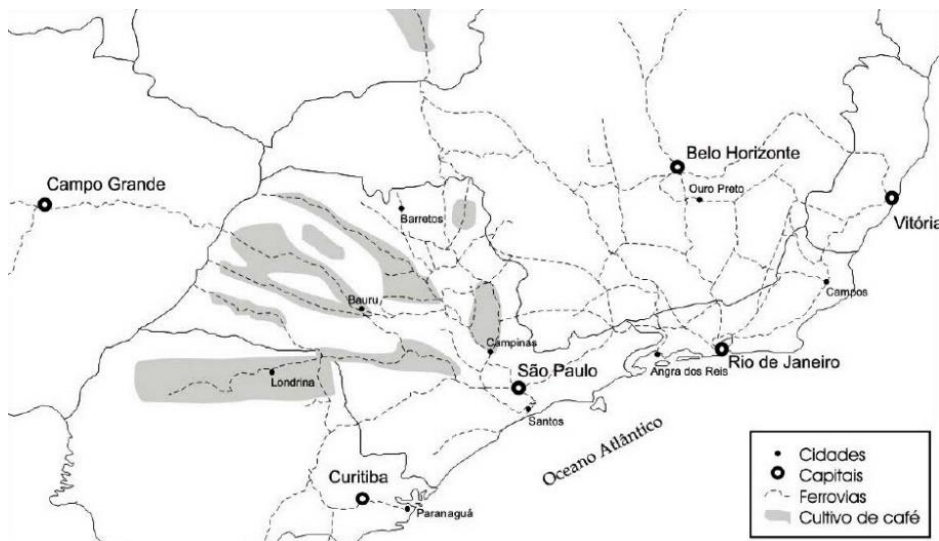 Belo Horizonte
Ouro Preto
Campo Grande
Vitória
Barretos
Campos
Bauru
Campinas
Rio de Janeiro
Angra dos Reis
São Paulo
Londrina
Santos
Oceano Atlântico
Curitiba
Paranaguá
Cidades
Capitais
Ferrovias
Cultivo de café